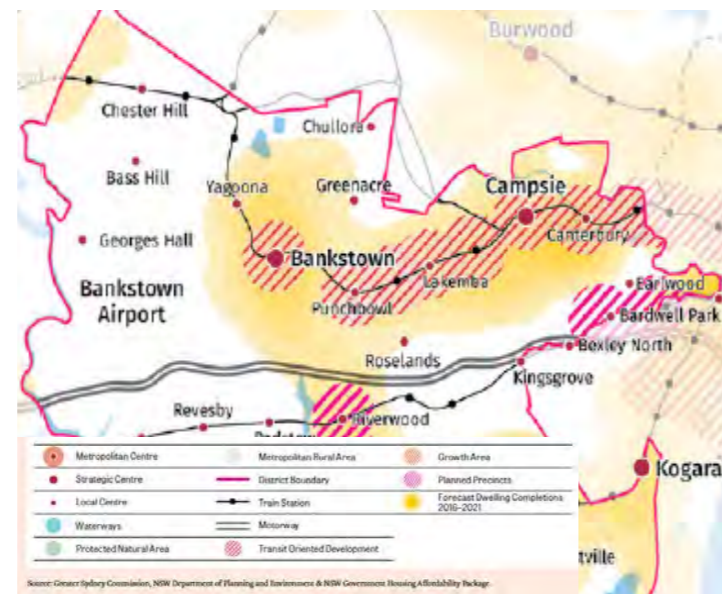 Burwood
Chester Hill
Chullora
Bass Hill
Yagoona
Greenacre
Campsie
Georges Hall
Canterbury
Bankstown
Lakemba
Earlwood
Bankstown
Airport
Punchbowl
Bardwell Park
Roselands
Bexley North
Kingsgrove
Revesby
Riverwood
Kogara
tville
Metropolitan Centre
Metropolitan Rural Area
Growth Area
Strategic Centre
District Boundary
Planned Precincts
Local Centre
Train Station
Forecast Dwelling Completions
2016-2021
Waterways
Motorway
Protected Natural Area
Transit Oriented Development
Source: Greater Sydney Commission, NSW Department of Planning and Environment & NSW Government Housing Affordability Package.